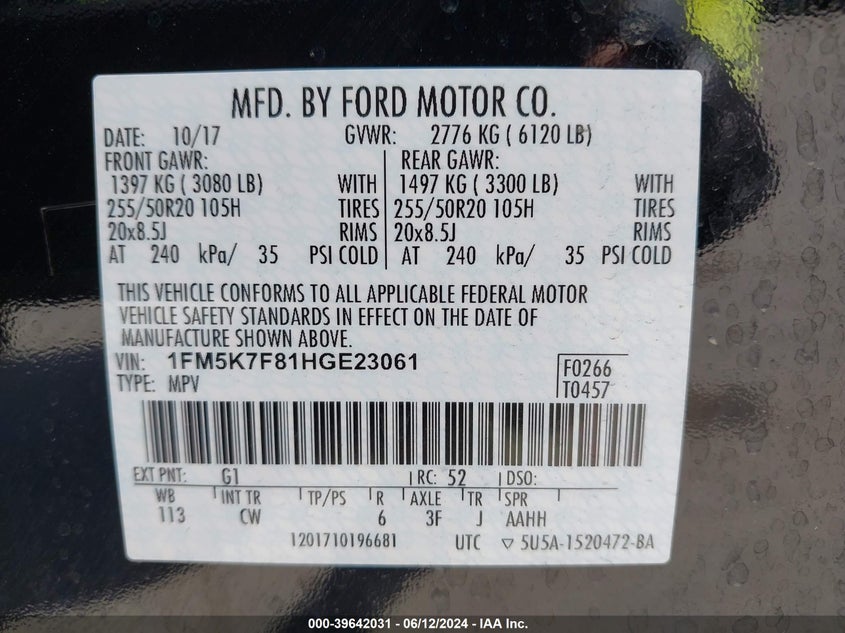 MFD. BY FORD MOTOR CO.
DATE: 10/17 GVWR: 2776 KG ( 6120 LB)
FRONT GAWR: REAR GAWR:
1397 KG ( 3080 LB) WITH 1497 KG ( 3300 LB) WITH
255/50R20 105H TIRES 255/50R20 105H TIRES
20x8.5J RIMS 20x8.5J RIMS
AT 240 kPa/ 35 PSI COLD AT 240 kPa/ 35 PSI COLD
THIS VEHICLE CONFORMS TO ALL APPLICABLE FEDERAL MOTOR
VEHICLE SAFETY STANDARDS IN EFFECT ON THE DATE OF
MANUFACTURE SHOWN ABOVE.
VIN: 1FM5K7F81HGE23061 F0266
TYPE: MPV T0457
EXT PNT: G1 RC: 52 DSO:
WB INT TR TP/PS R AXLE TR SPR
113 CW 6 3F J AAHH
1201710196681 UTC ▽ 5U5A-1520472-BA
000-39642031 - 06/12/2024 - IAA Inc.